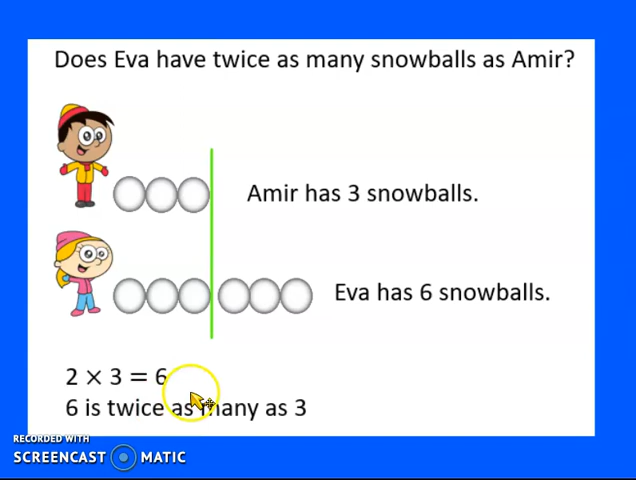 Does Eva have twice as many snowballs as Amir?
Amir has 3 snowballs.
Eva has 6 snowballs.
2 × 3 = 6
6 is twice as many as 3
RECORDED WITH
SCREENCAST MATIC